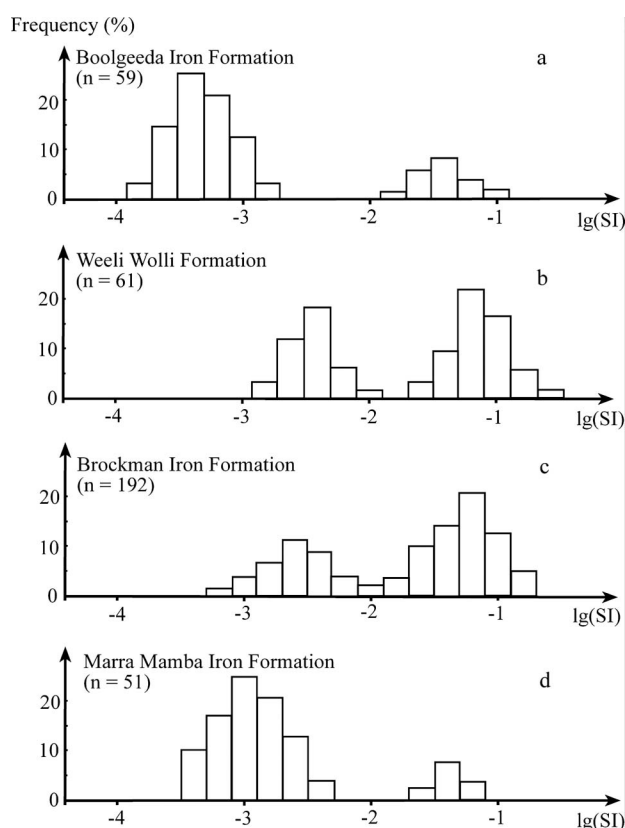 Frequency (%)
Boolgeeda Iron Formation
(n = 59)
a
20
10
0
-4
-3
-2
-1
lg(SI)
Weeli Wolli Formation
(n = 61)
b
20
10
0
-4
-3
-2
-1
lg(SI)
Brockman Iron Formation
(n = 192)
c
20
10
0
-4
-3
-2
-1
lg(SI)
Marra Mamba Iron Formation
(n = 51)
d
20
10
0
-4
-3
-2
-1
lg(SI)